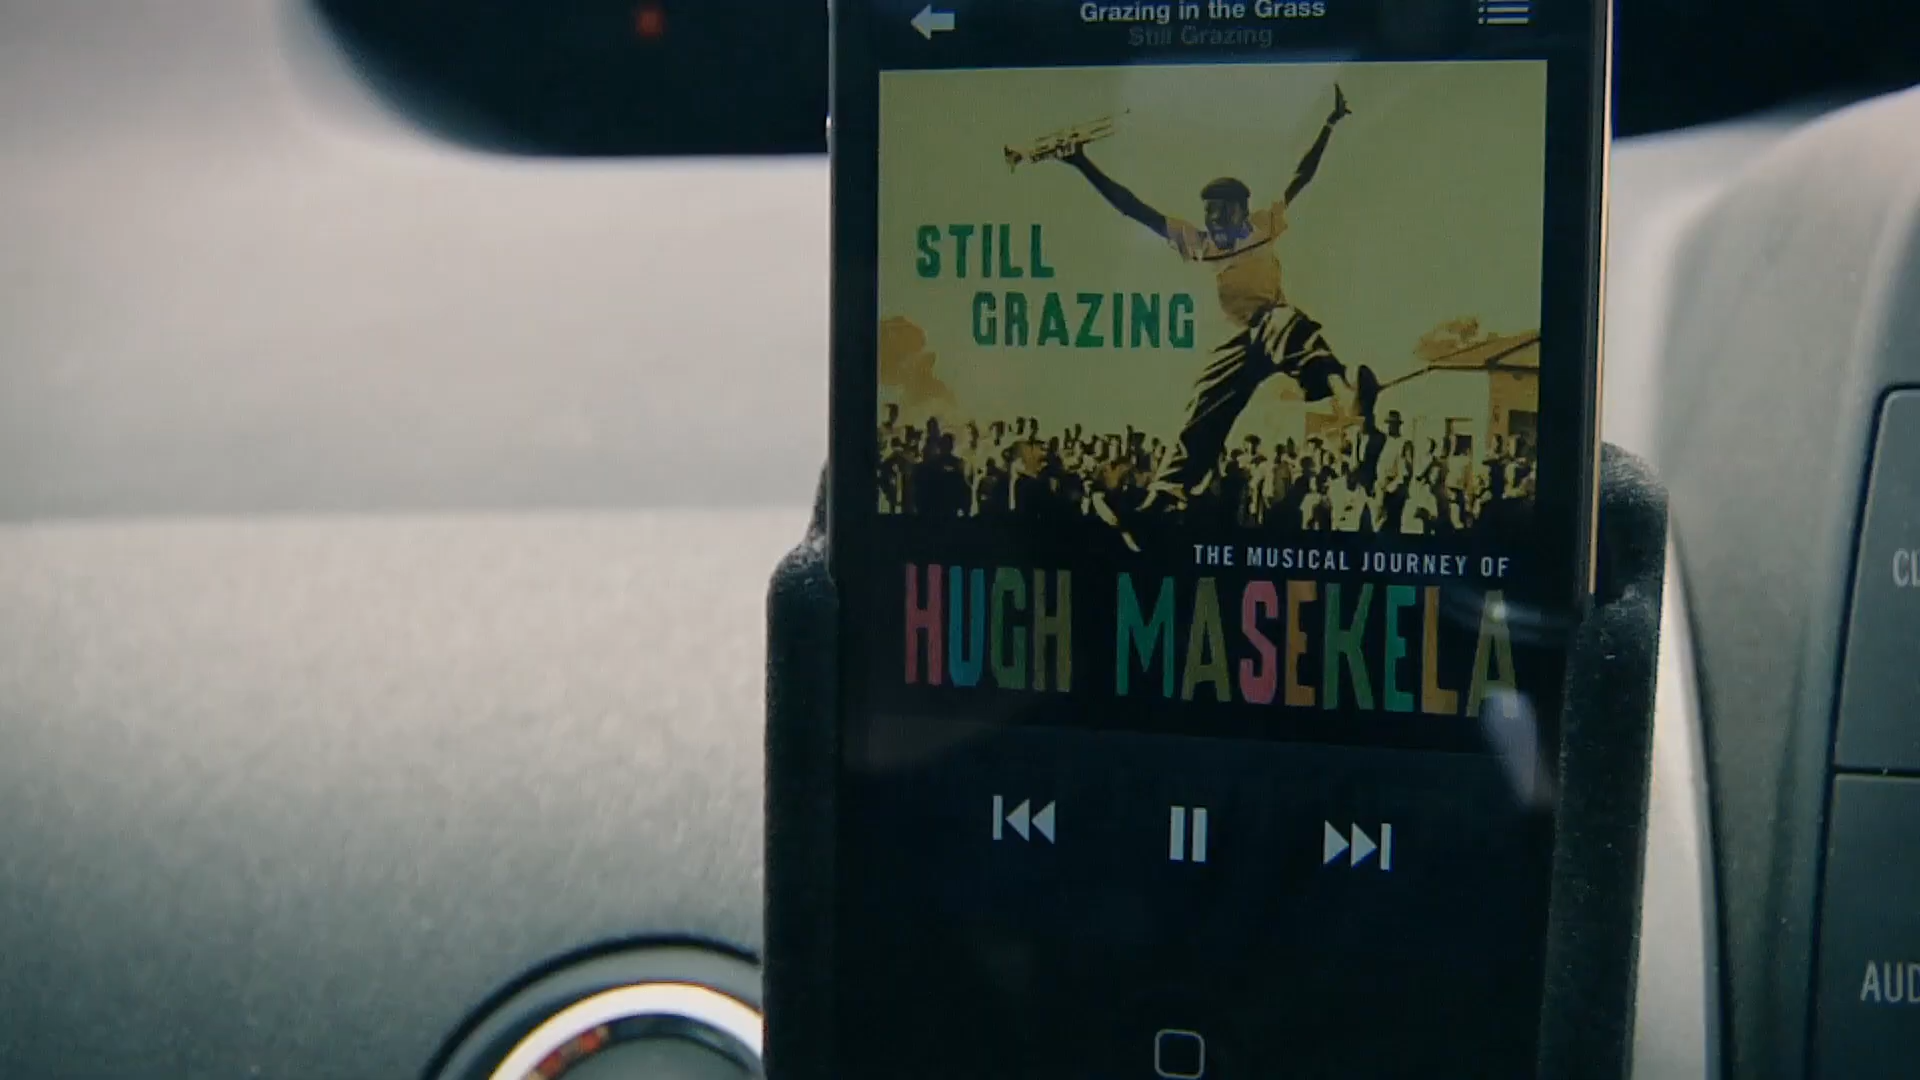 Grazing in the Grass
Still Grazing
STILL
GRAZING
THE MUSICAL JOURNEY OF
HUGH MASEKELA